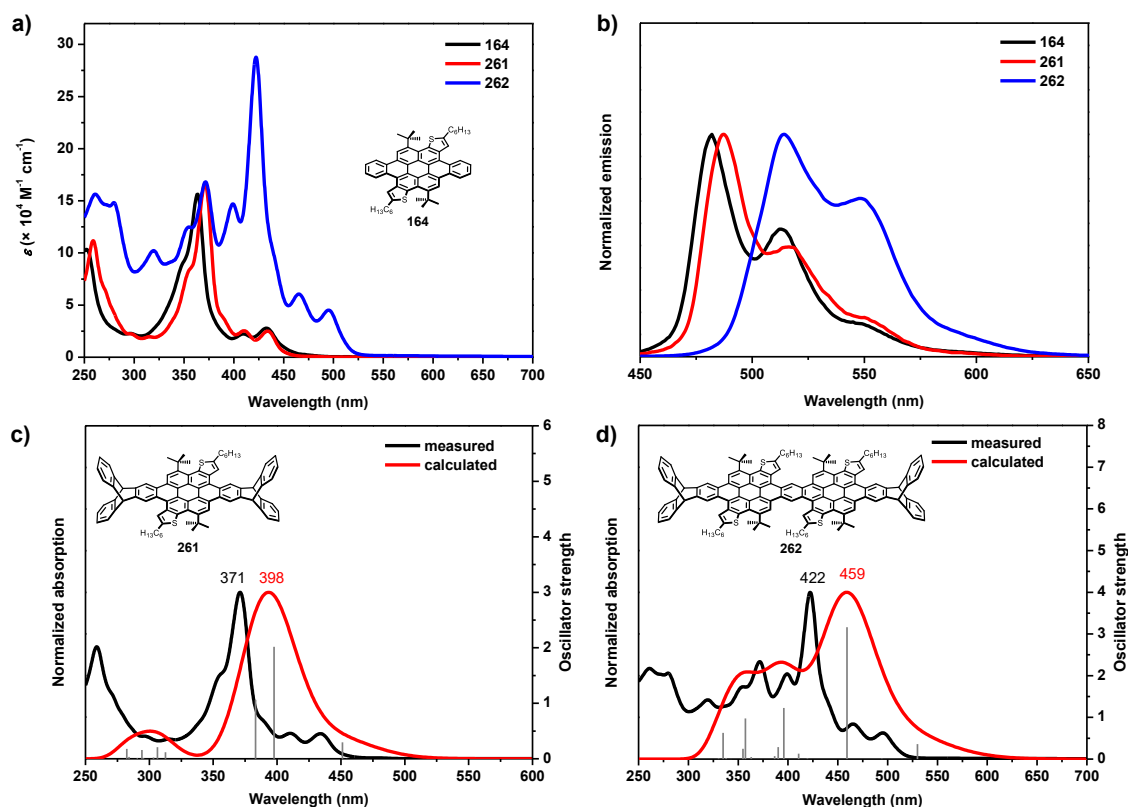 a)
ε (× 10⁴ M⁻¹ cm⁻¹)
30
25
20
15
10
5
0
250 300 350 400 450 500 550 600 650 700
Wavelength (nm)
164
261
262
S
C₆H₁₃
S
H₁₃C₆
164
b)
Normalized emission
450 500 550 600 650
Wavelength (nm)
164
261
262
c)
Normalized absorption
250 300 350 400 450 500 550 600
Wavelength (nm)
6
5
4
3
2
1
0
Oscillator strength
measured
calculated
S
C₆H₁₃
S
H₁₃C₆
261
371
398
d)
Normalized absorption
250 300 350 400 450 500 550 600 650 700
Wavelength (nm)
8
7
6
5
4
3
2
1
0
Oscillator strength
measured
calculated
S
C₆H₁₃
S
C₆H₁₃
S
H₁₃C₆
S
H₁₃C₆
262
422
459